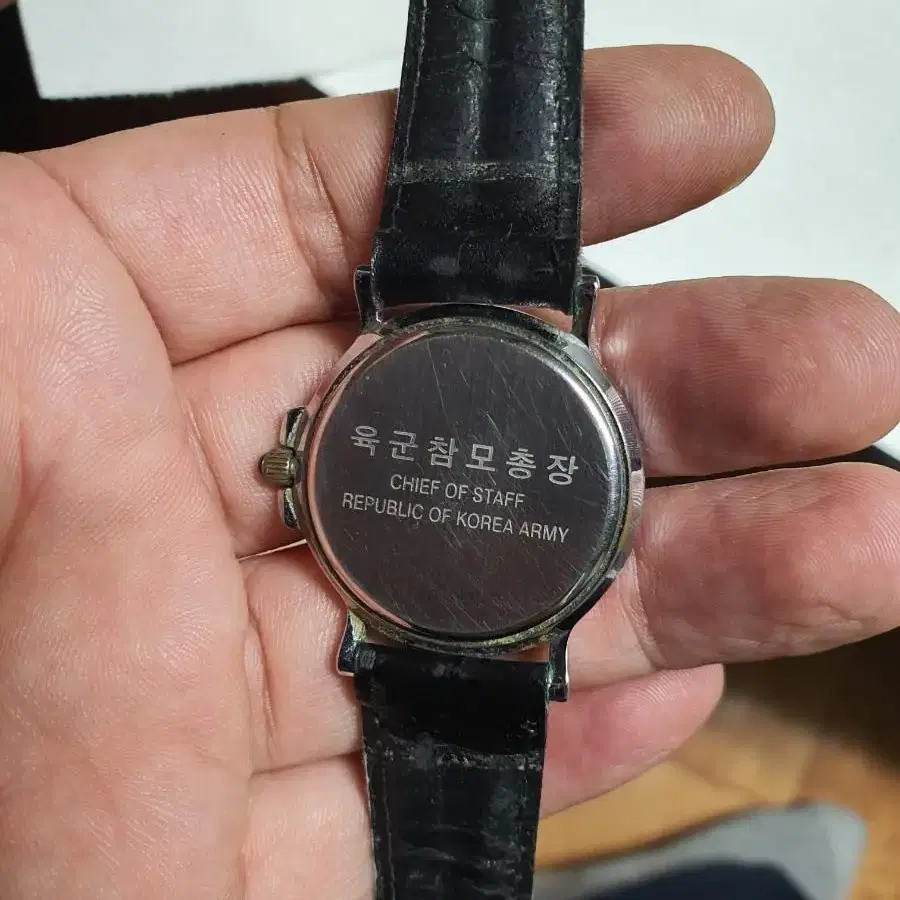 육군참모총장
CHIEF OF STAFF
REPUBLIC OF KOREA ARMY